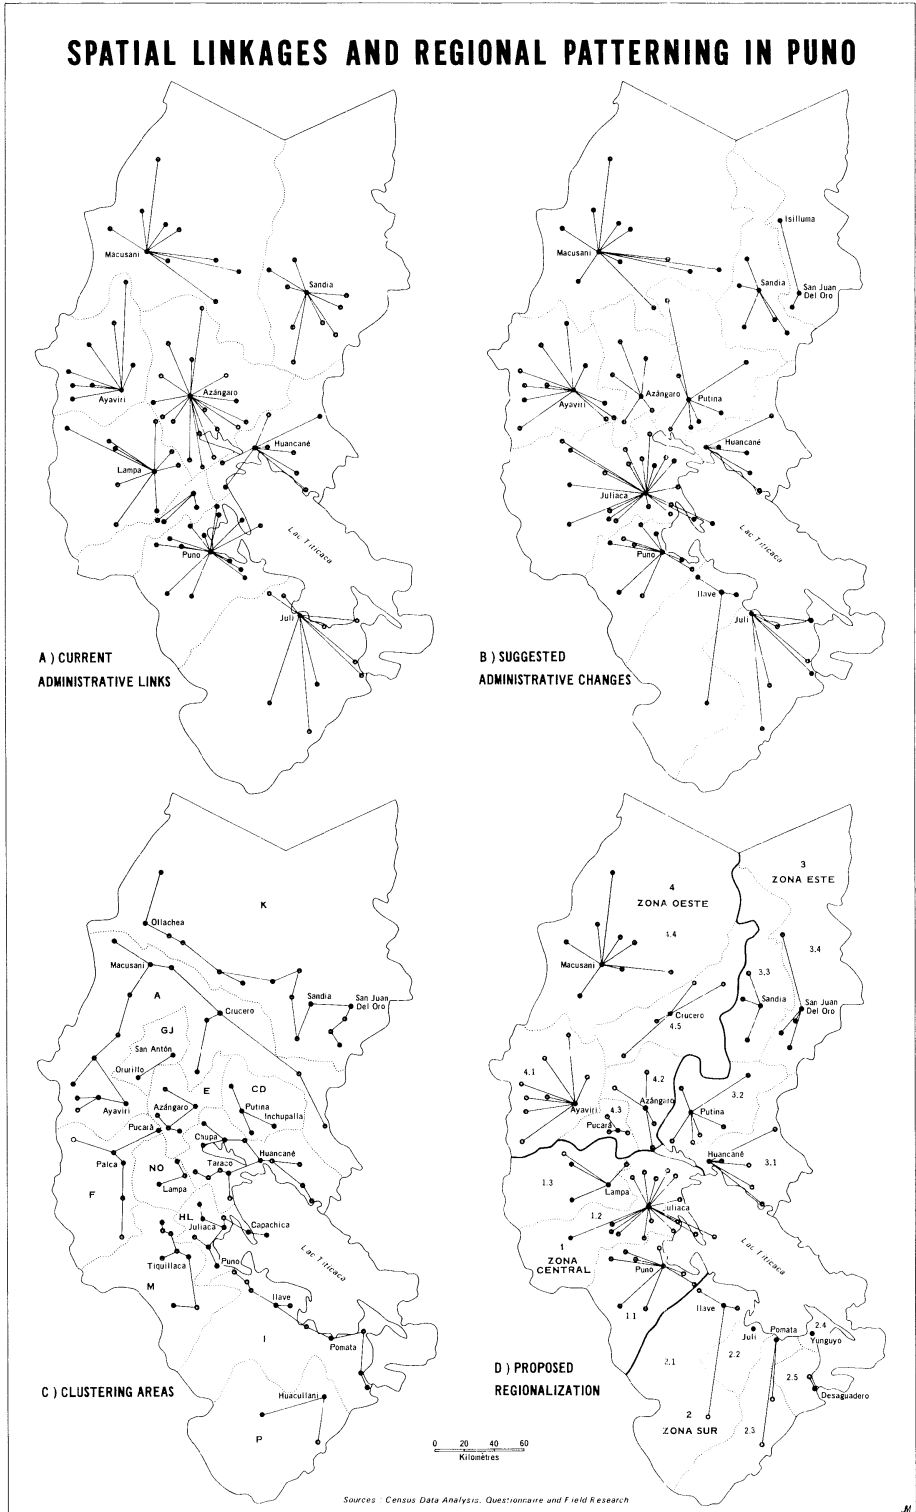 SPATIAL LINKAGES AND REGIONAL PATTERNING IN PUNO
Macusani
Sandia
Ayaviri
Azángaro
Huancané
Lampa
Puno
Lac Titicaca
Juli
A ) CURRENT
ADMINISTRATIVE LINKS
Isilluma
Macusani
Sandia
San Juan
Del Oro
Ayaviri
Azángaro
Putina
Huancané
Juliaca
Lac Titicaca
Puno
Ilave
Juli
B ) SUGGESTED
ADMINISTRATIVE CHANGES
K
Ollachea
Macusani
A
Sandia
San Juan
Del Oro
Crucero
GJ
San Antón
Orurillo
E
CD
Ayaviri
Azángaro
Putina
Inchupalla
Pucará
Chupa
Palca
NO
Taraco
Huancané
F
Lampa
HL
Juliaca
Capachica
Tiquillaca
Puno
Lac Titicaca
M
Ilave
I
Pomata
C ) CLUSTERING AREAS
Huacullani
P
3
ZONA ESTE
4
ZONA OESTE
4.4
3.4
Macusani
3.3
Sandia
San Juan
Del Oro
Crucero
4.5
4.1
4.2
3.2
Ayaviri
4.3
Azángaro
Putina
Pucará
Huancané
3.1
1.3
Lampa
Juliaca
1.2
1
ZONA
CENTRAL
Puno
Lac Titicaca
1.1
Ilave
Juli
Pomata
2.4
Yunguyo
2.1
2.2
2.5
Desaguadero
D ) PROPOSED
REGIONALIZATION
2
ZONA SUR
2.3
0 20 40 60
Kilomètres
Sources : Census Data Analysis, Questionnaire and Field Research
JM